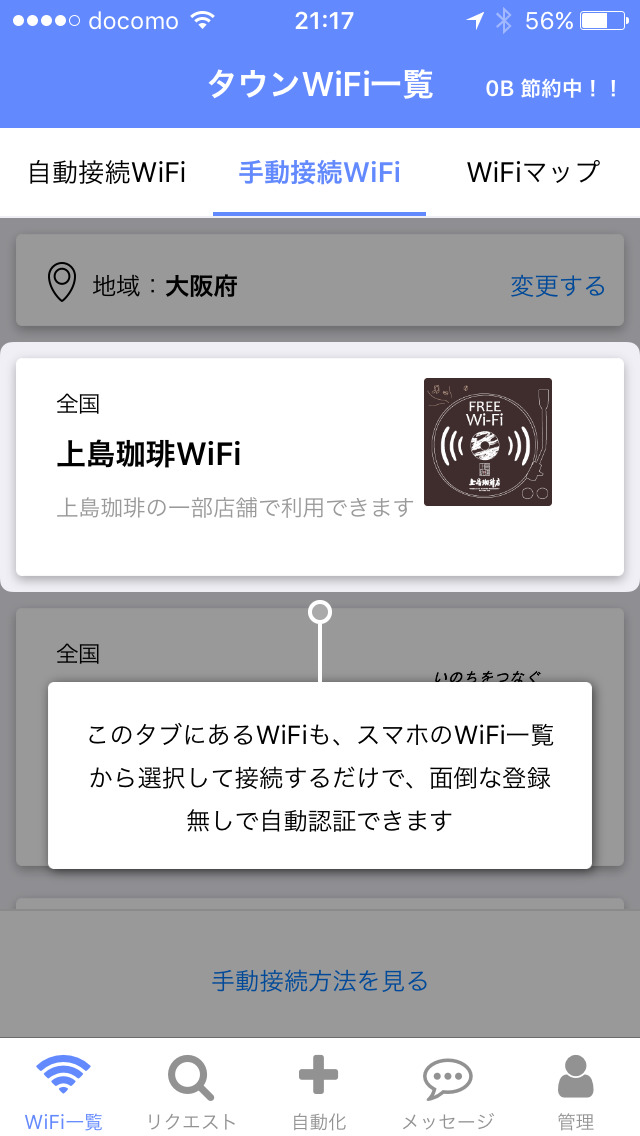 docomo 21:17 56%
タウンWiFi一覧 0B 節約中！！
自動接続WiFi 手動接続WiFi WiFiマップ
地域：大阪府 変更する
全国
上島珈琲WiFi
上島珈琲の一部店舗で利用できます
FREE
Wi-Fi
上島珈琲店
全国
いのちをつなぐ
このタブにあるWiFiも、スマホのWiFi一覧
から選択して接続するだけで、面倒な登録
無しで自動認証できます
手動接続方法を見る
WiFi一覧 リクエスト 自動化 メッセージ 管理